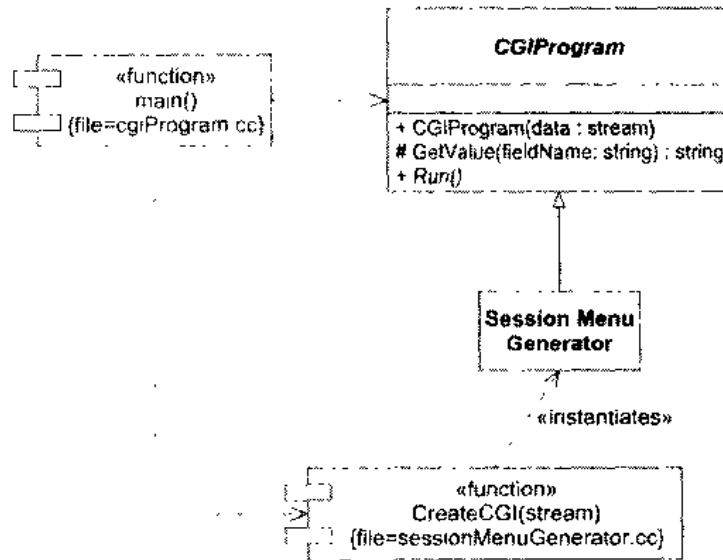 CGIProgram
«function»
main()
{file=cgiProgram.cc}
+ CGIProgram(data : stream)
# GetValue(fieldName: string) : string
+ Run()
Session Menu
Generator
«instantiates»
«function»
CreateCGI(stream)
{file=sessionMenuGenerator.cc}